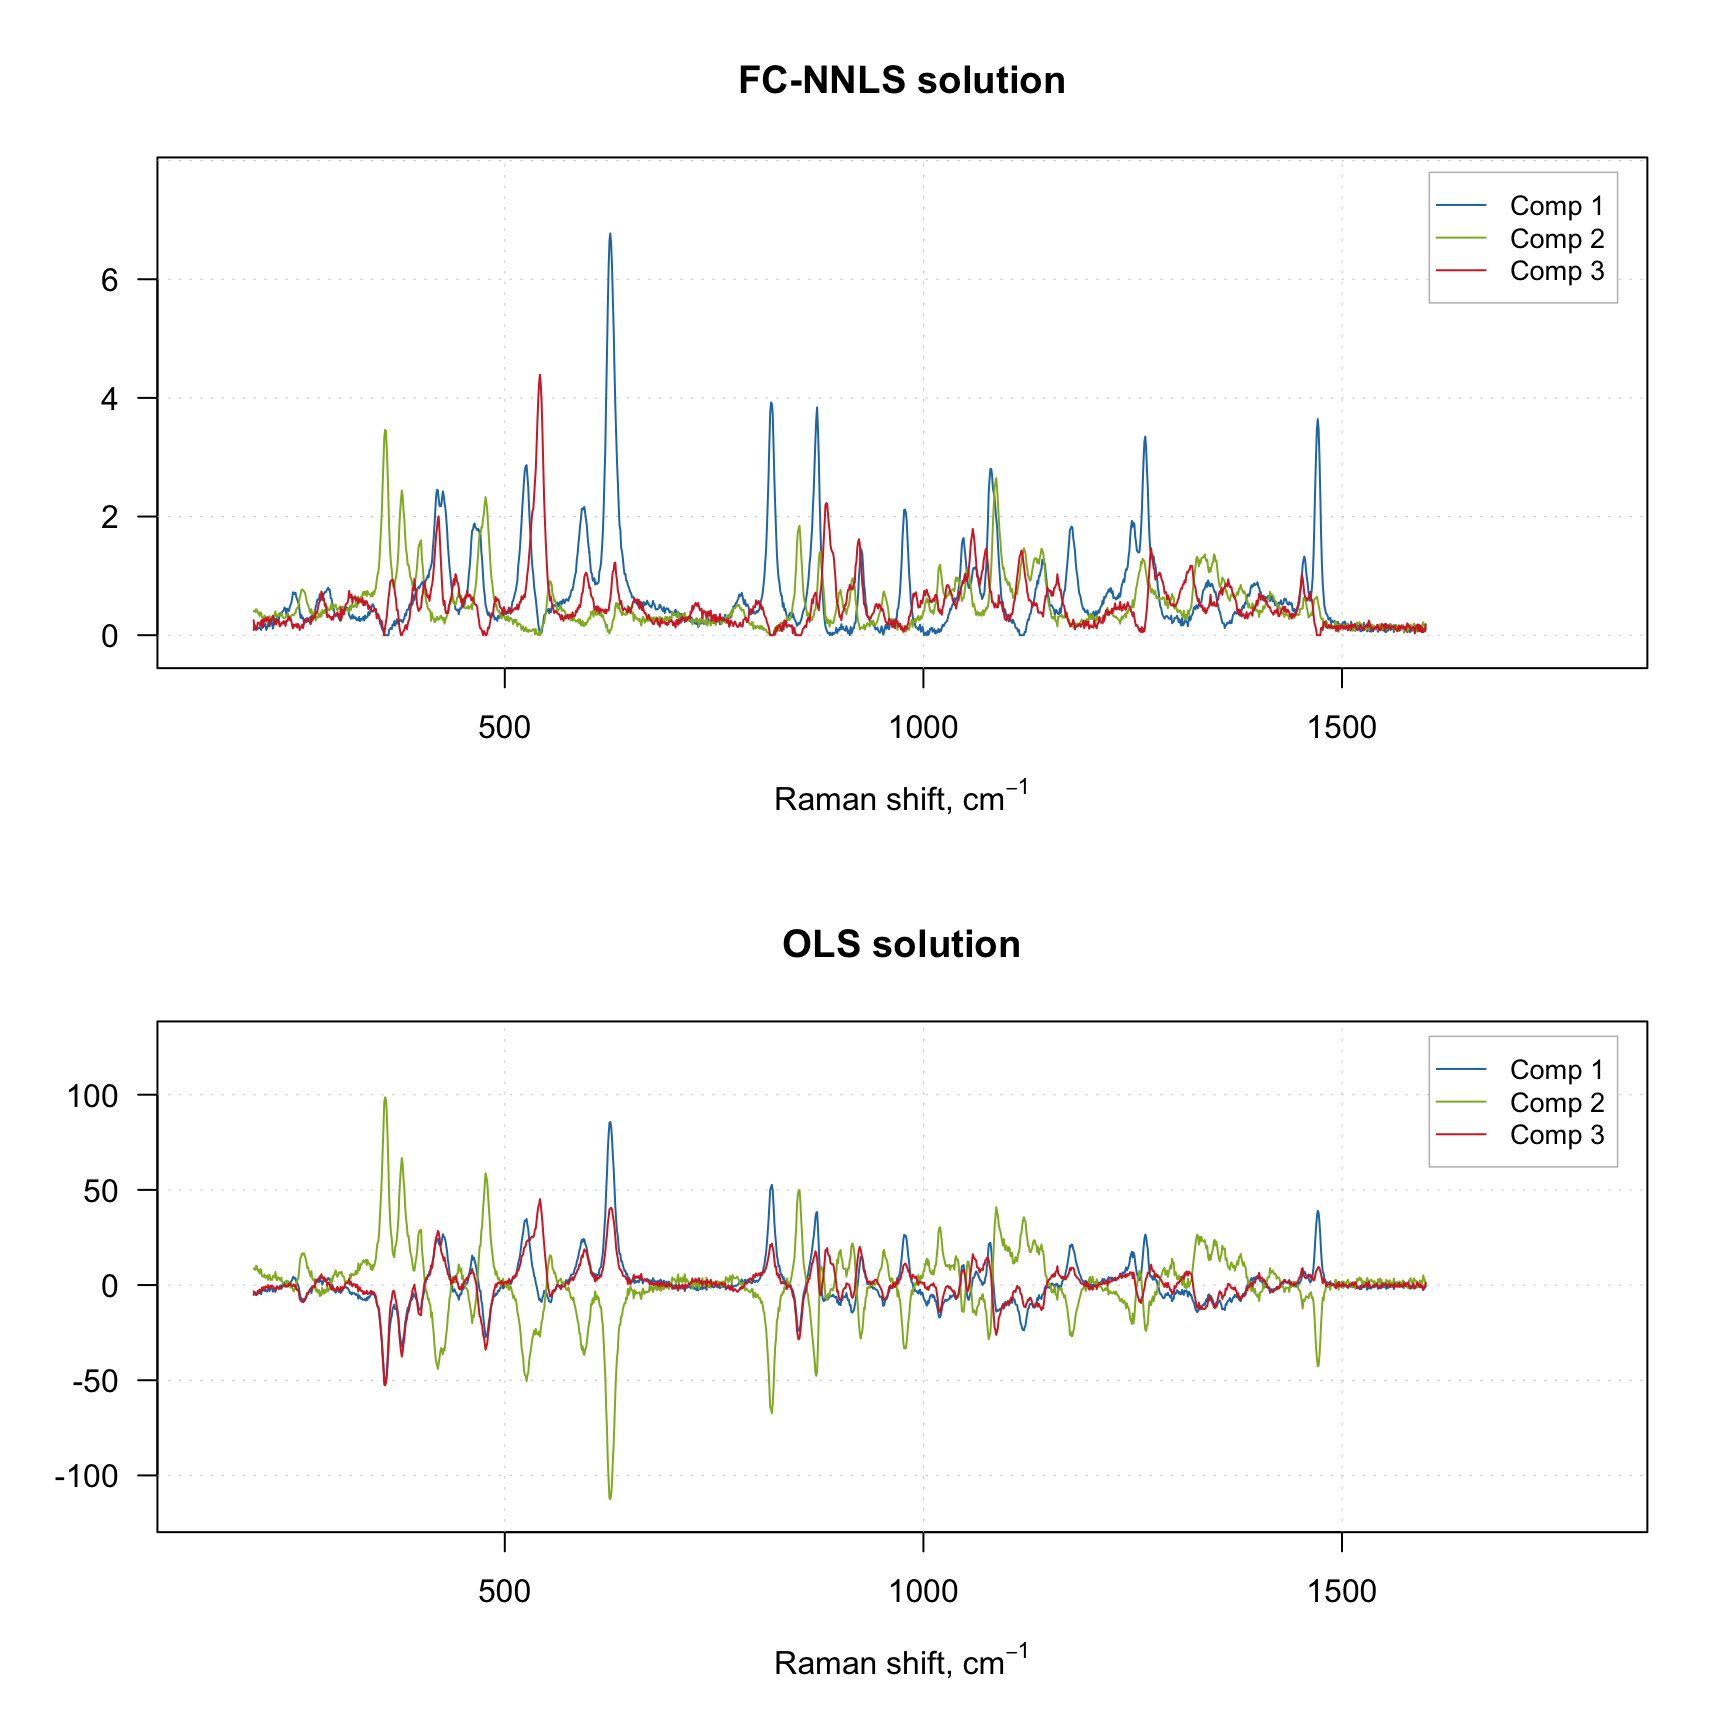 FC-NNLS solution
Comp 1
Comp 2
Comp 3
6
4
2
0
500 1000 1500
Raman shift, cm−1
OLS solution
Comp 1
Comp 2
Comp 3
100
50
0
-50
-100
500 1000 1500
Raman shift, cm−1